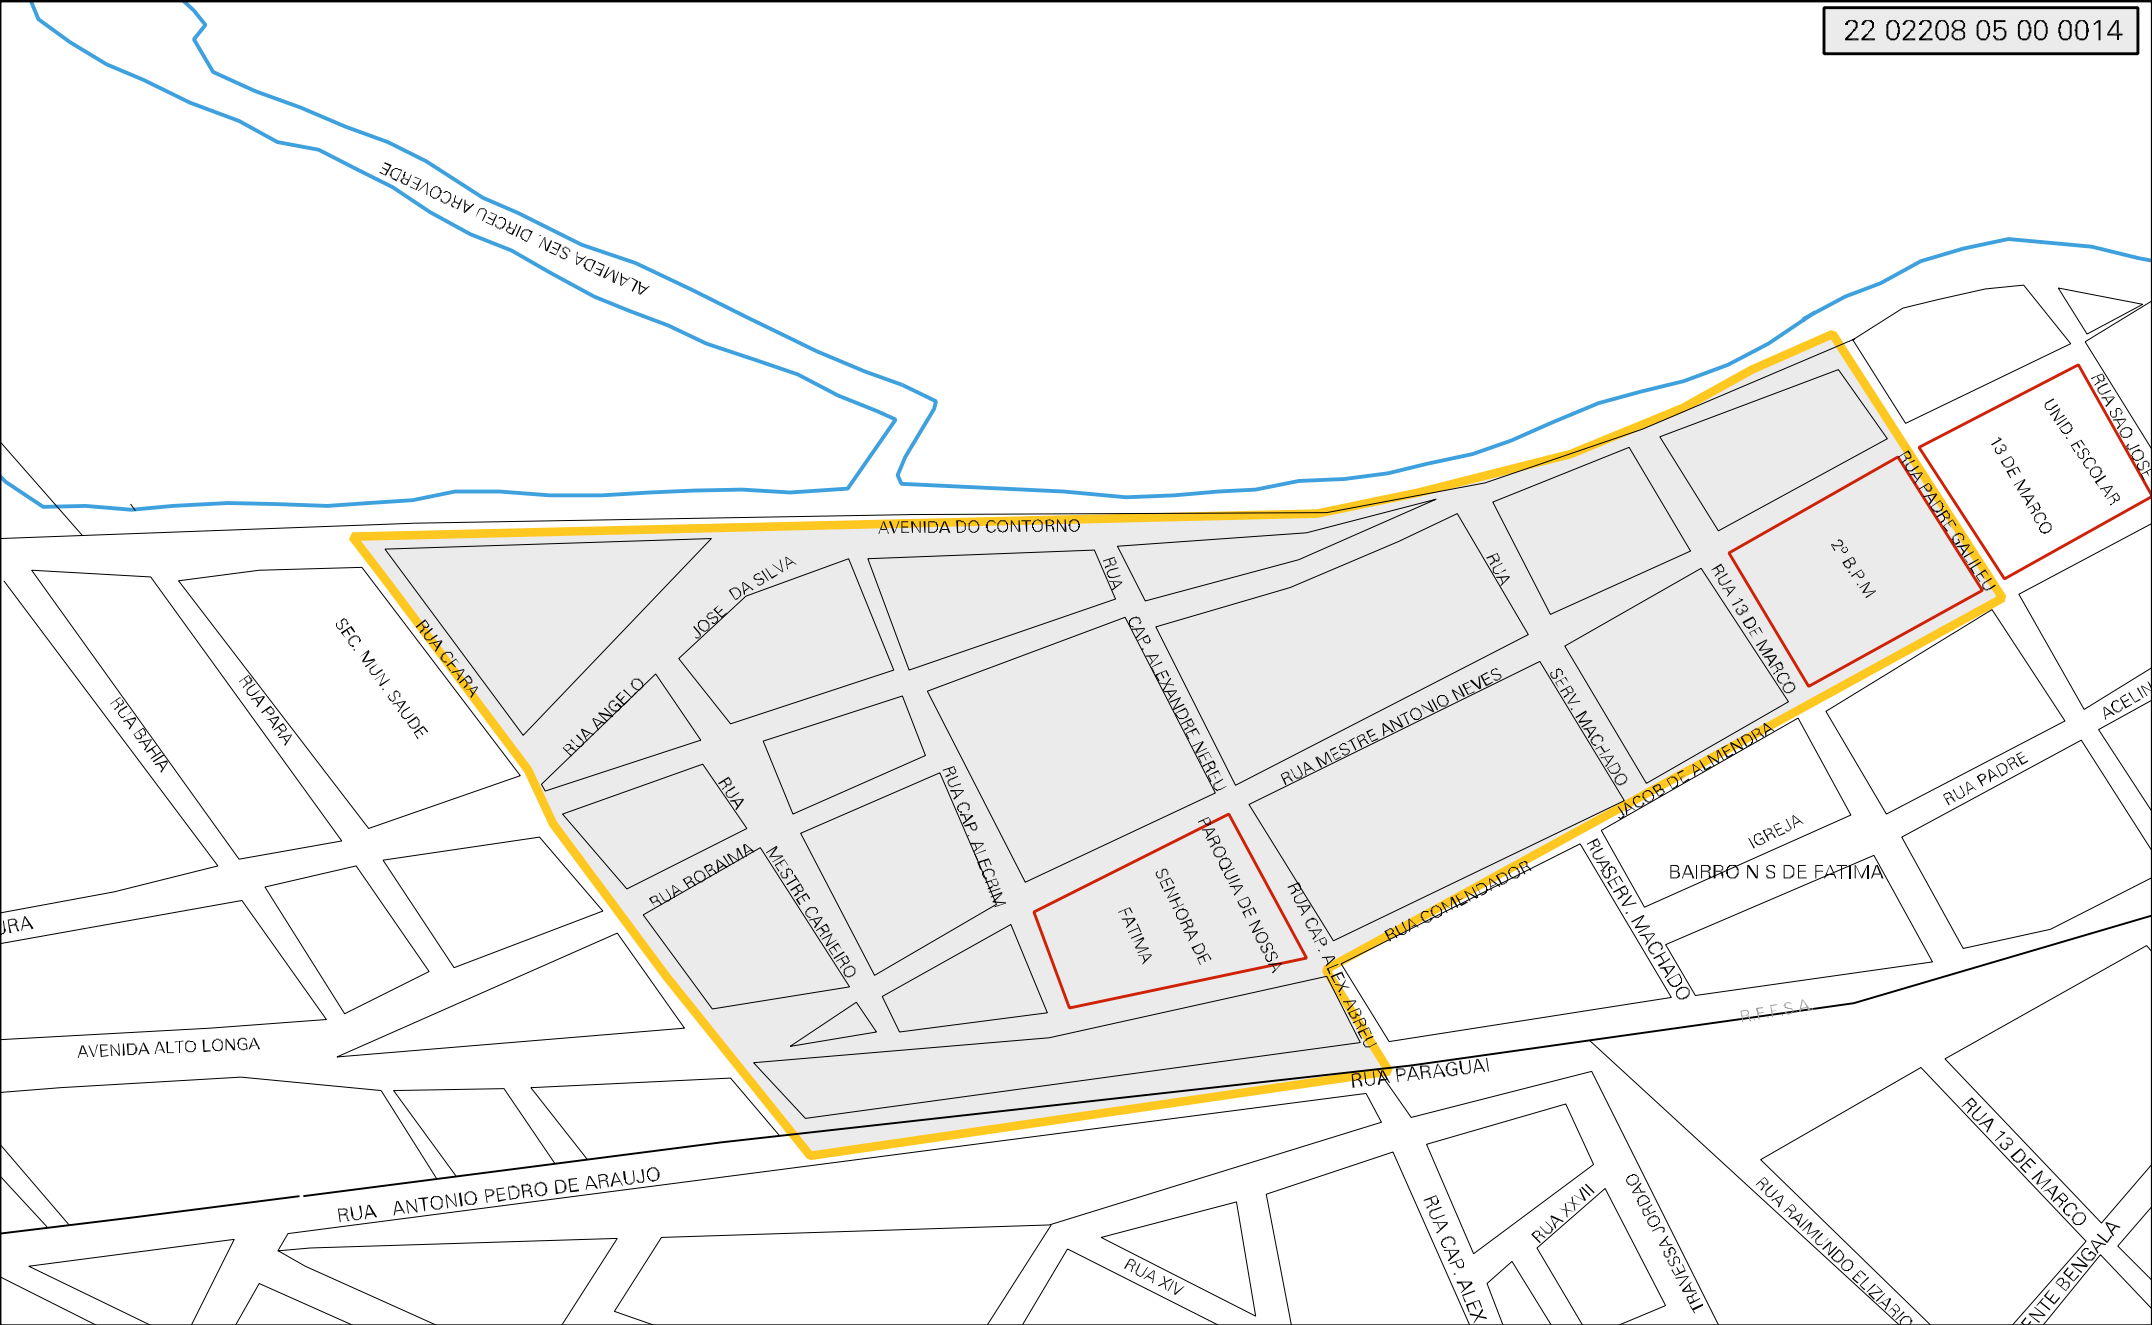 22 02208 05 00 0014
ALAMEDA SEN. DIRCEU ARCOVERDE
AVENIDA DO CONTORNO
RUA SAO JOSE
UNID. ESCOLAR
13 DE MARCO
RUA PADRE GALILEU
2º B.P.M
RUA 13 DE MARCO
RUA
SERV. MACHADO
RUA
CAP. ALEXANDRE NEREU
JOSE DA SILVA
RUA ANGELO
RUA CEARA
SEC. MUN. SAUDE
RUA PARA
RUA BAHIA
RUA MESTRE ANTONIO NEVES
JACOB DE ALMENDRA
RUA COMENDADOR
ACELIN
RUA PADRE
IGREJA
BAIRRO N S DE FATIMA
RUASERV. MACHADO
RUA
MESTRE CARNEIRO
RUA CAP. ALECRIM
RUA RORAIMA
PAROQUIA DE NOSSA
SENHORA DE
FATIMA
RUA CAP. ALEX. ABREU
URA
AVENIDA ALTO LONGA
R.F.F.S.A
RUA PARAGUAI
RUA ANTONIO PEDRO DE ARAUJO
RUA 13 DE MARCO
RUA RAIMUNDO ELIZIARIO
ENTE BENGALA
TRAVESSA JORDAO
RUA XXVII
RUA CAP. ALEX
RUA XIV